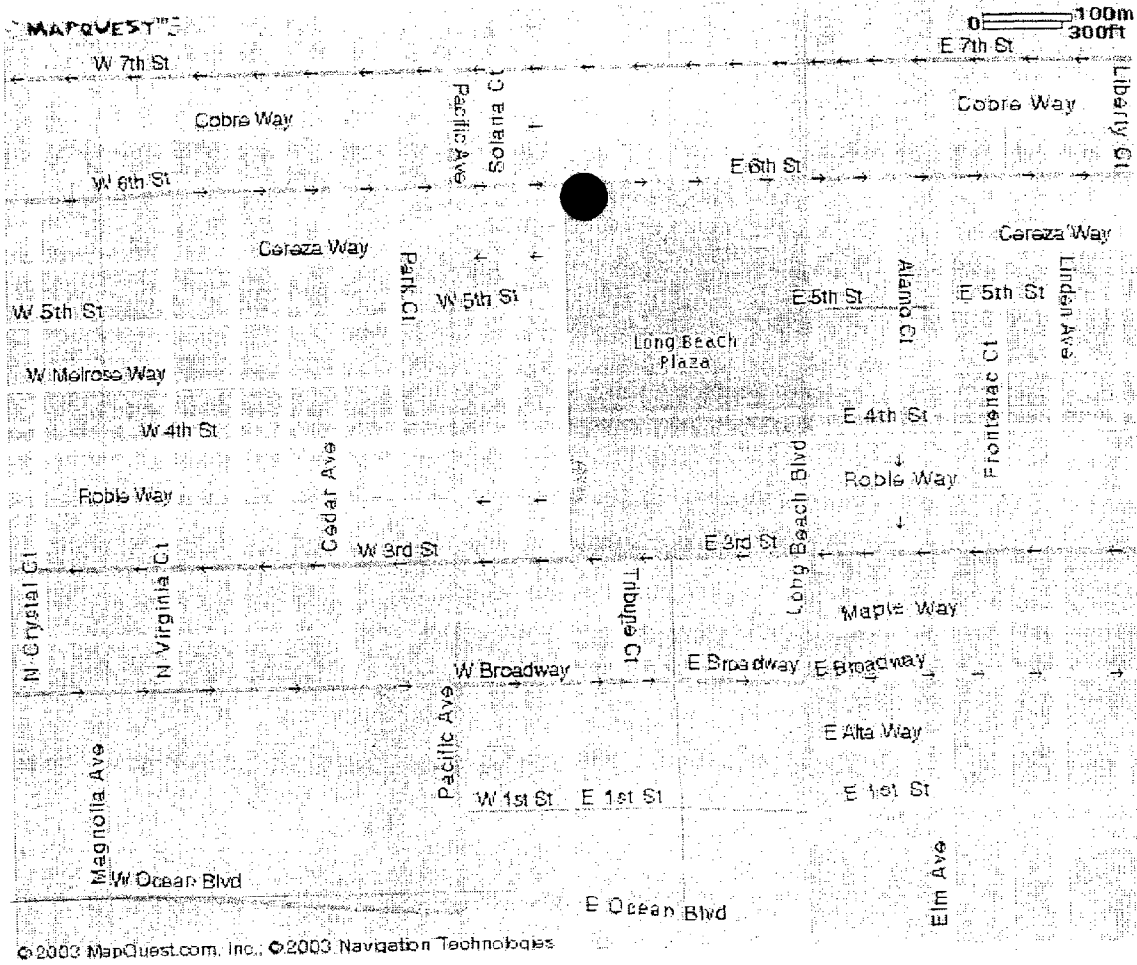 MAPQUEST™
0 100m
300ft
W 7th St
E 7th St
Cobre Way
Pacific Ave
Solana Ct
Cobre Way
Liberty Ct
W 6th St
E 6th St
Cereza Way
Park Ct
Cereza Way
W 5th St
W 5th St
E 5th St
Alamo Ct
E 5th St
Linden Ave
Long Beach
Plaza
W Melrose Way
Frontenac Ct
W 4th St
E 4th St
Roble Way
Cedar Ave
Roble Way
W 3rd St
E 3rd St
Long Beach Blvd
N Crystal Ct
N Virginia Ct
Tribune Ct
Maple Way
W Broadway
E Broadway
E Broadway
Magnolia Ave
Pacific Ave
E Alta Way
W 1st St
E 1st St
E 1st St
W Ocean Blvd
E Ocean Blvd
Elm Ave
©2003 MapQuest.com, Inc.; ©2003 Navigation Technologies